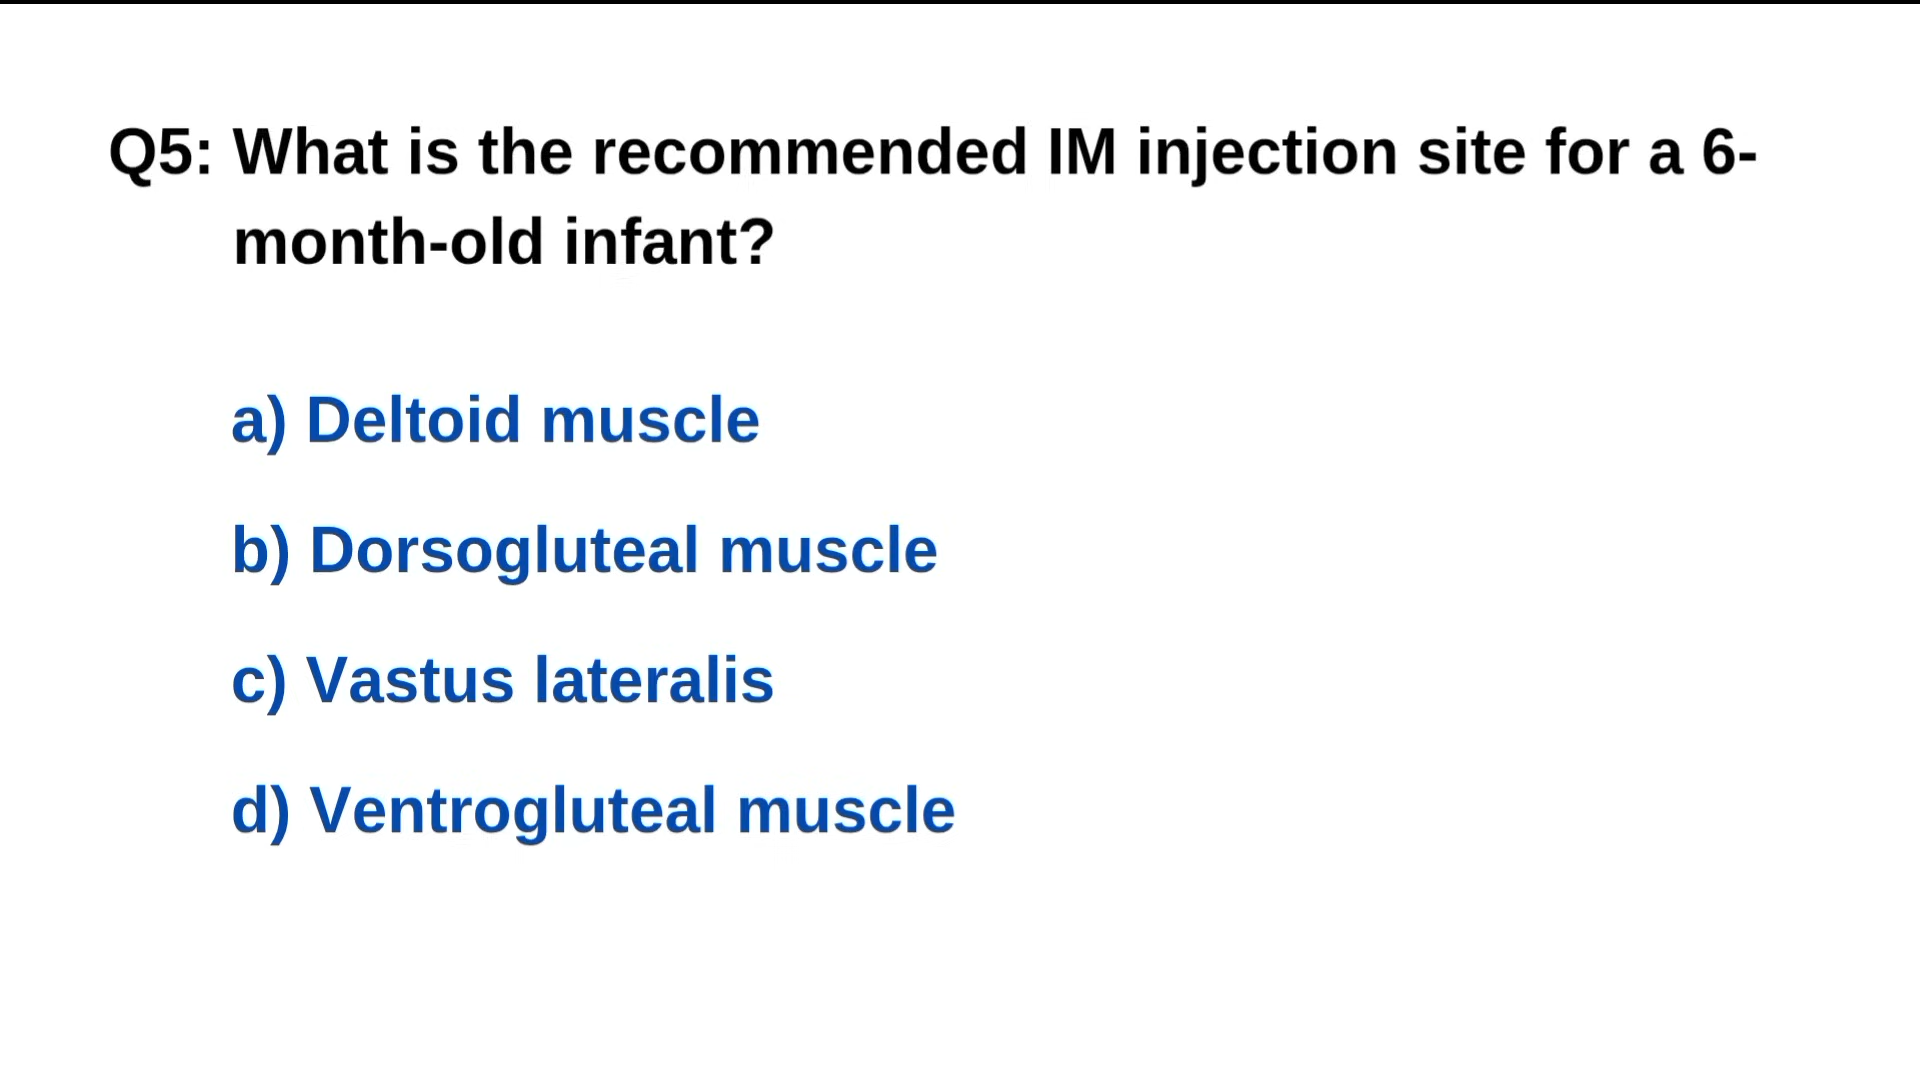 Q5: What is the recommended IM injection site for a 6-
month-old infant?
a) Deltoid muscle
b) Dorsogluteal muscle
c) Vastus lateralis
d) Ventrogluteal muscle